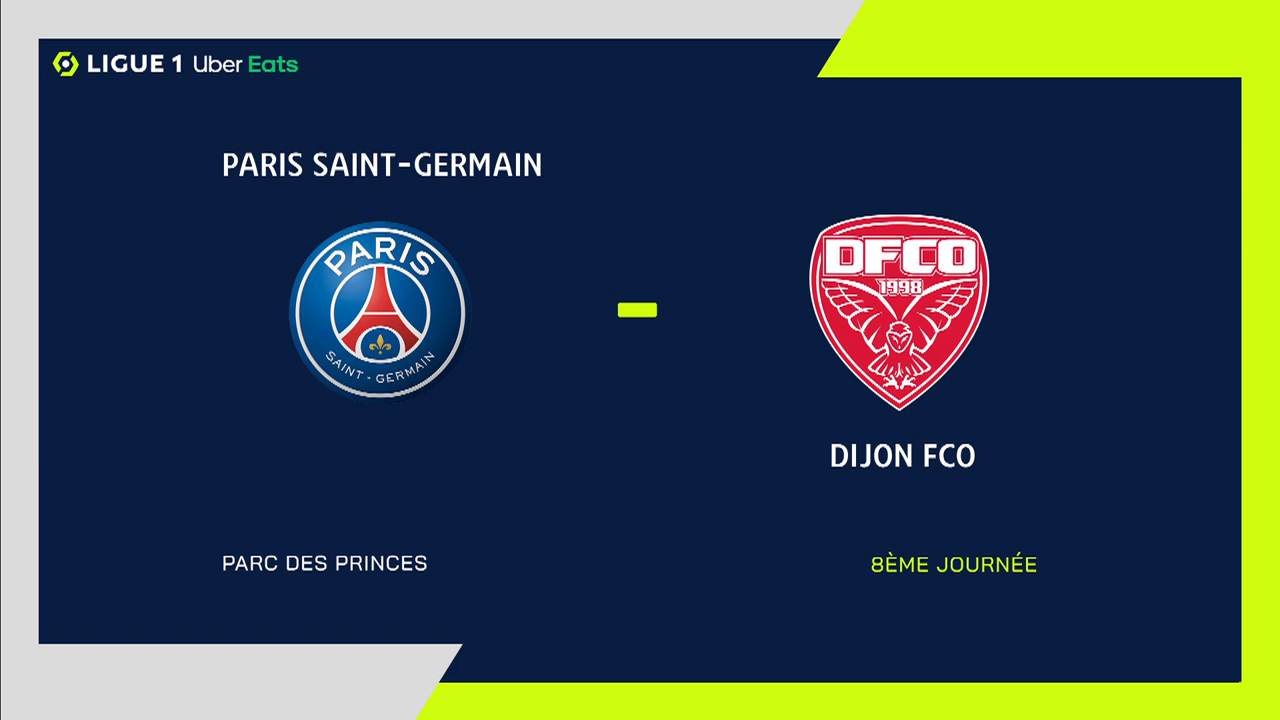 LIGUE 1 Uber Eats
PARIS SAINT-GERMAIN
PARIS
SAINT - GERMAIN
DFCO
1998
DIJON FCO
PARC DES PRINCES
8ÈME JOURNÉE